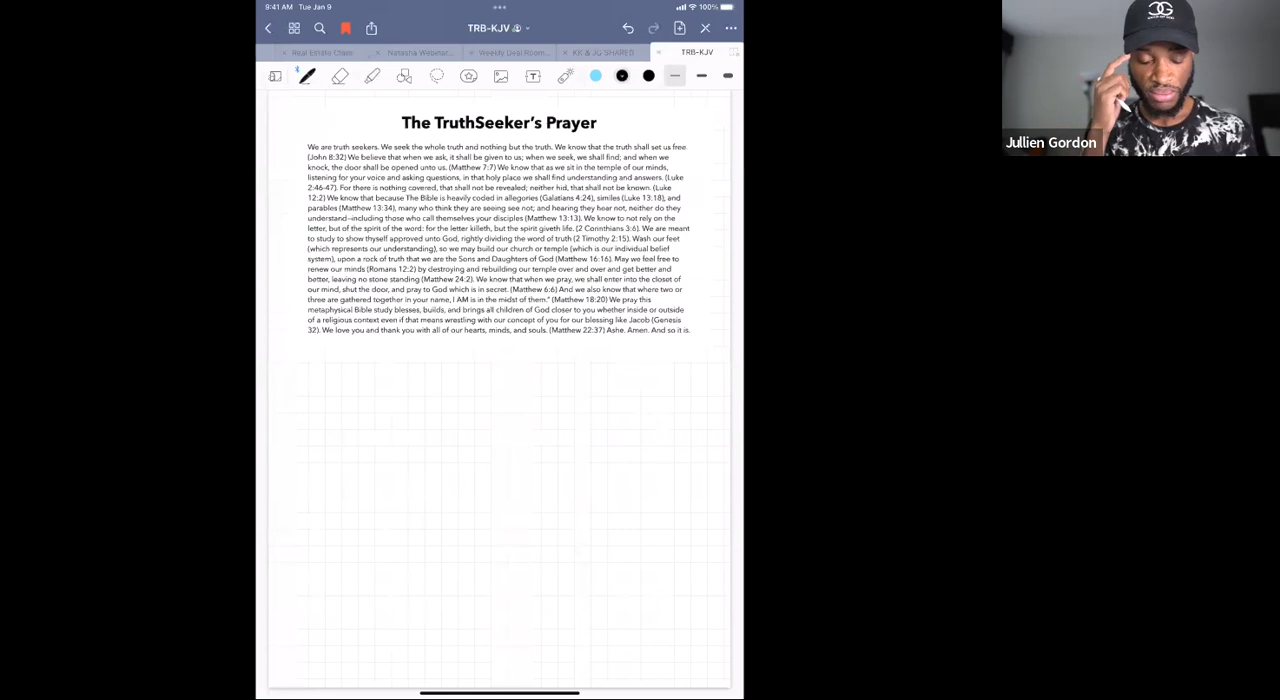 9:41 AM Tue Jan 9
100%
TRB-KJV
Real Estate Class
Natasha Webinar...
Weekly Deal Room...
KK & JG SHARED
TRB-KJV
T
The TruthSeeker's Prayer
We are truth seekers. We seek the whole truth and nothing but the truth. We know that the truth shall set us free.
(John 8:32) We believe that when we ask, it shall be given to us; when we seek, we shall find; and when we
knock, the door shall be opened unto us. (Matthew 7:7) We know that as we sit in the temple of our minds,
listening for your voice and asking questions, in that holy place we shall find understanding and answers. (Luke
2:46-47). For there is nothing covered, that shall not be revealed; neither hid, that shall not be known. (Luke
12:2) We know that because The Bible is heavily coded in allegories (Galatians 4:24), similes (Luke 13:18), and
parables (Matthew 13:34), many who think they are seeing see not; and hearing they hear not, neither do they
understand—including those who call themselves your disciples (Matthew 13:13). We know to not rely on the
letter, but of the spirit of the word: for the letter killeth, but the spirit giveth life. (2 Corinthians 3:6). We are meant
to study to show thyself approved unto God, rightly dividing the word of truth (2 Timothy 2:15). Wash our feet
(which represents our understanding), so we may build our church or temple (which is our individual belief
system), upon a rock of truth that we are the Sons and Daughters of God (Matthew 16:16). May we feel free to
renew our minds (Romans 12:2) by destroying and rebuilding our temple over and over and get better and
better, leaving no stone standing (Matthew 24:2). We know that when we pray, we shall enter into the closet of
our mind, shut the door, and pray to God which is in secret. (Matthew 6:6) And we also know that where two or
three are gathered together in your name, I AM is in the midst of them." (Matthew 18:20) We pray this
metaphysical Bible study blesses, builds, and brings all children of God closer to you whether inside or outside
of a religious context even if that means wrestling with our concept of you for our blessing like Jacob (Genesis
32). We love you and thank you with all of our hearts, minds, and souls. (Matthew 22:37) Ashe. Amen. And so it is.
Jullien Gordon